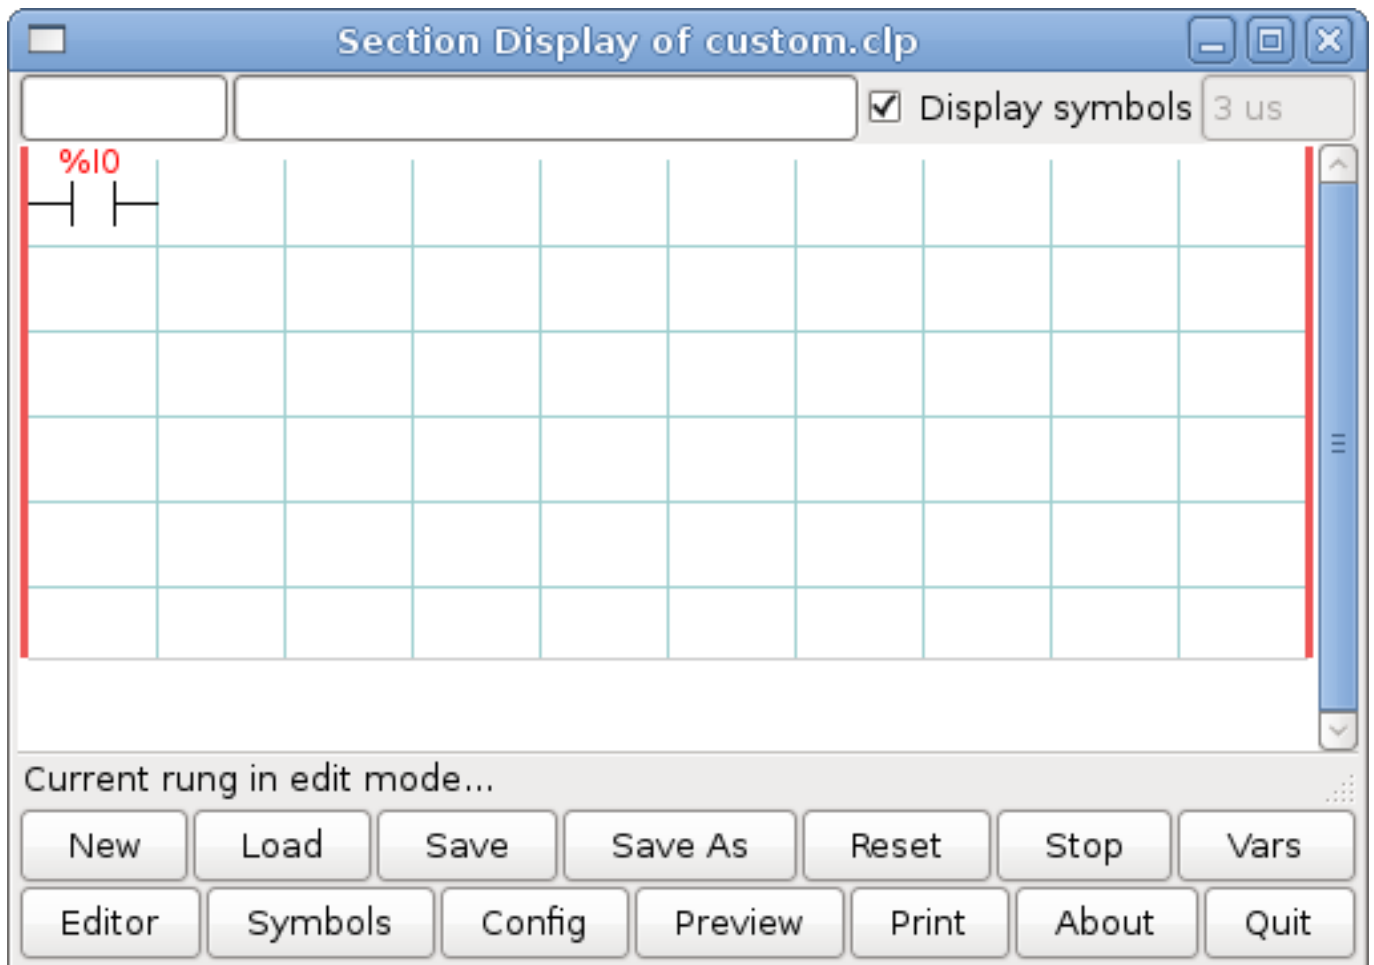 Section Display of custom.clp
Display symbols 3 us
%I0
Current rung in edit mode...
New Load Save Save As Reset Stop Vars
Editor Symbols Config Preview Print About Quit